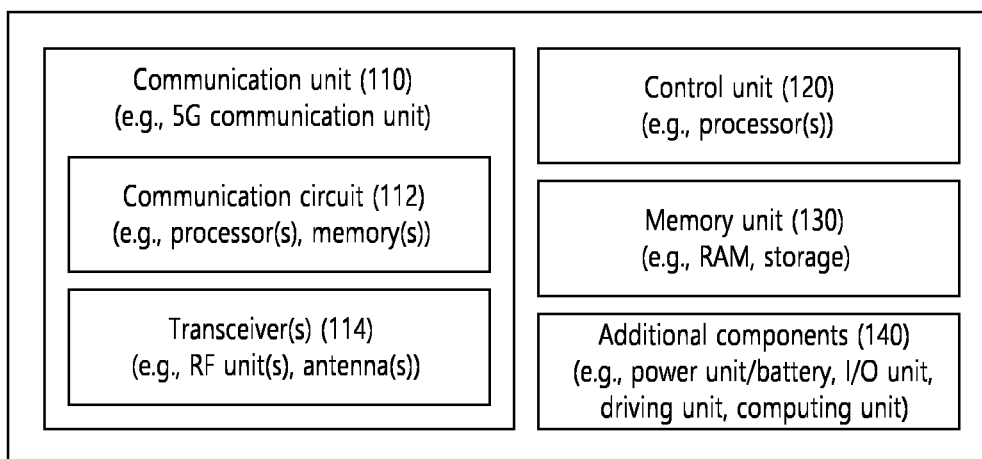 Communication unit (110)
(e.g., 5G communication unit)
Communication circuit (112)
(e.g., processor(s), memory(s))
Transceiver(s) (114)
(e.g., RF unit(s), antenna(s))
Control unit (120)
(e.g., processor(s))
Memory unit (130)
(e.g., RAM, storage)
Additional components (140)
(e.g., power unit/battery, I/O unit,
driving unit, computing unit)